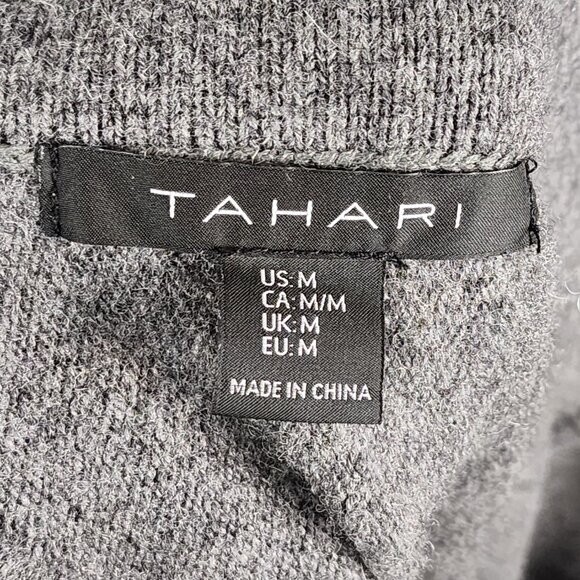 TAHARI
US: M
CA: M/M
UK: M
EU: M
MADE IN CHINA